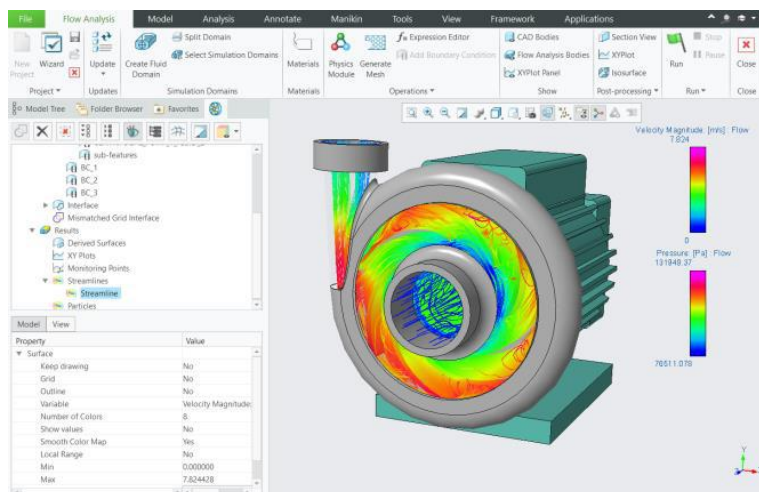 File Flow Analysis Model Analysis Annotate Manikin Tools View Framework Applications
New Project Wizard Update Create Fluid Domain Split Domain Select Simulation Domains Materials Physics Module Generate Mesh Expression Editor Add Boundary Condition CAD Bodies Flow Analysis Bodies XYPlot Panel Section View XYPlot Isosurface Run Stop Pause Close
Project Updates Simulation Domains Materials Operations Show Post-processing Run Close
Model Tree Folder Browser Favorites
sub-features
BC_1
BC_2
BC_3
Interface
Mismatched Grid Interface
Results
Derived Surfaces
XY Plots
Monitoring Points
Streamlines
Streamline
Particles
Model View
Property Value
Surface
Keep drawing No
Grid No
Outline No
Variable Velocity Magnitude:
Number of Colors 8
Show values No
Smooth Color Map Yes
Local Range No
Min 0.000000
Max 7.824428
Velocity Magnitude: [m/s] : Flow
7.824
0
Pressure: [Pa] : Flow
131949.37
76511.078
Y
Z